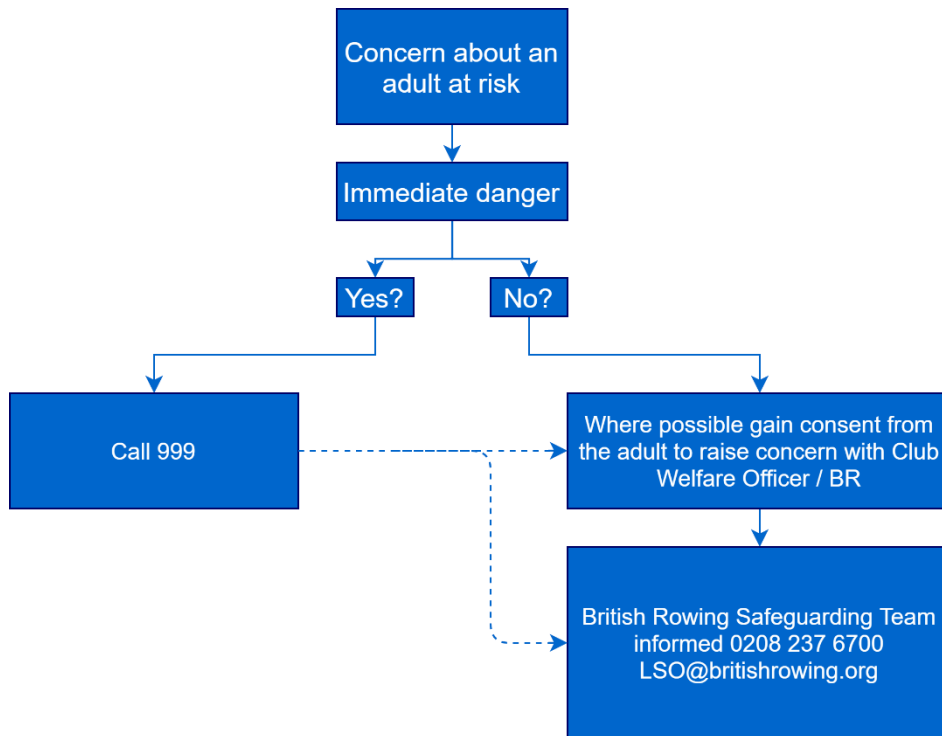 Concern about an
adult at risk
Immediate danger
Yes?
No?
Call 999
Where possible gain consent from
the adult to raise concern with Club
Welfare Officer / BR
British Rowing Safeguarding Team
informed 0208 237 6700
LSO@britishrowing.org